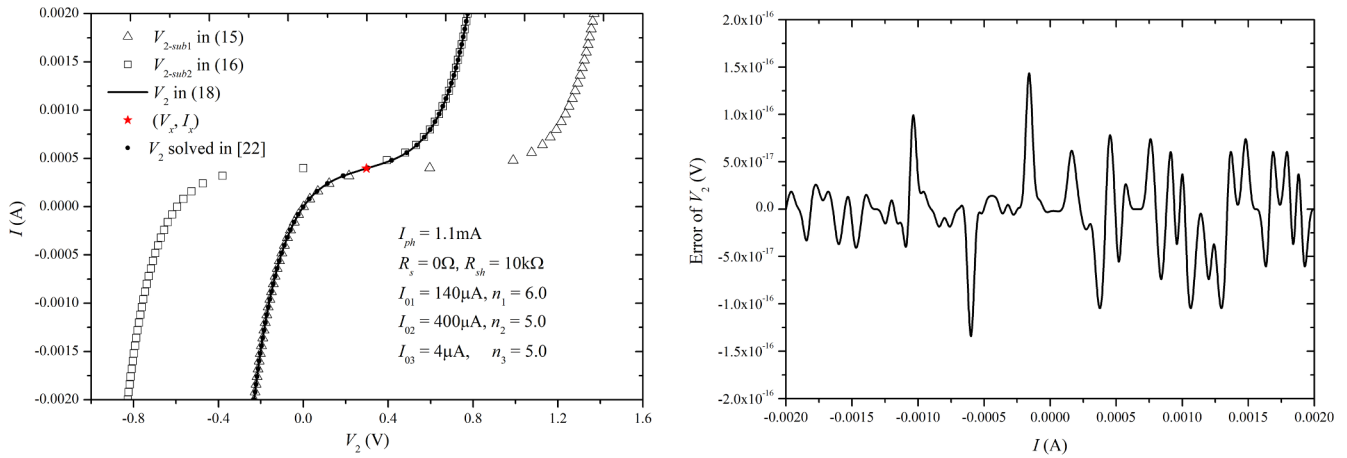 0.0020
0.0015
0.0010
0.0005
0.0000
-0.0005
-0.0010
-0.0015
-0.0020
I (A)
-0.8 -0.4 0.0 0.4 0.8 1.2 1.6
V2 (V)
V2-sub1 in (15)
V2-sub2 in (16)
V2 in (18)
(Vx, Ix)
V2 solved in [22]
Iph = 1.1mA
Rs = 0Ω, Rsh = 10kΩ
I01 = 140μA, n1 = 6.0
I02 = 400μA, n2 = 5.0
I03 = 4μA, n3 = 5.0
2.0x10-16
1.5x10-16
1.0x10-16
5.0x10-17
0.0
-5.0x10-17
-1.0x10-16
-1.5x10-16
-2.0x10-16
Error of V2 (V)
-0.0020 -0.0015 -0.0010 -0.0005 0.0000 0.0005 0.0010 0.0015 0.0020
I (A)